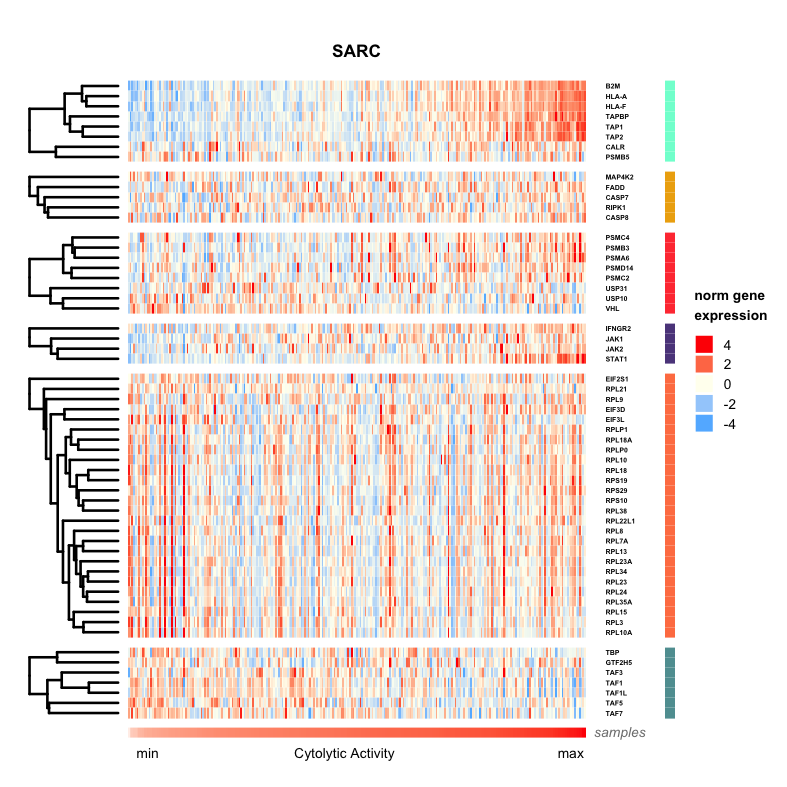 SARC
B2M
HLA-A
HLA-F
TAPBP
TAP1
TAP2
CALR
PSMB5
MAP4K2
FADD
CASP7
RIPK1
CASP8
PSMC4
PSMB3
PSMA6
PSMD14
PSMC2
USP31
USP10
VHL
IFNGR2
JAK1
JAK2
STAT1
EIF2S1
RPL21
RPL9
EIF3D
EIF3L
RPLP1
RPL18A
RPLP0
RPL10
RPL18
RPS19
RPS29
RPS10
RPL38
RPL22L1
RPL8
RPL7A
RPL13
RPL23A
RPL34
RPL23
RPL24
RPL35A
RPL15
RPL3
RPL10A
TBP
GTF2H5
TAF3
TAF1
TAF1L
TAF5
TAF7
norm gene
expression
4
2
0
-2
-4
samples
min Cytolytic Activity max